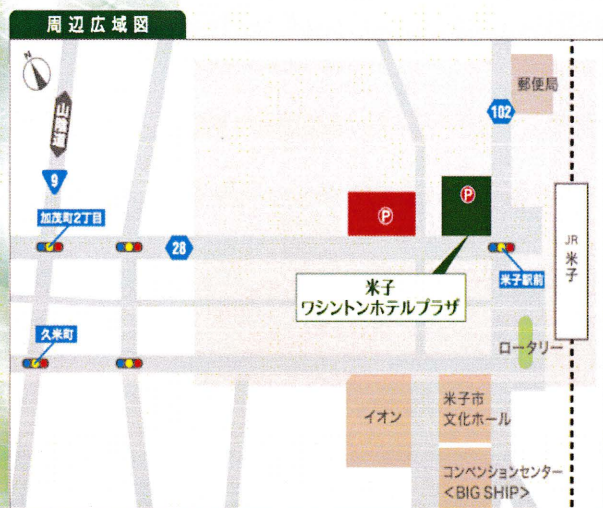 周辺広域図
N
山陰道
9
加茂町2丁目
28
102
郵便局
P
P
米子
ワシントンホテルプラザ
米子駅前
JR
米子
久米町
ロータリー
イオン
米子市
文化ホール
コンベンションセンター
<BIG SHIP>